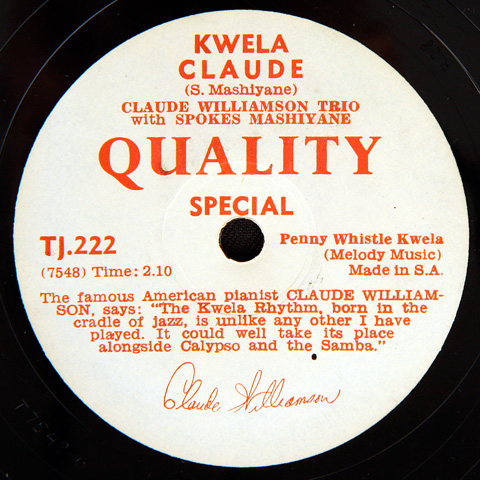 KWELA
CLAUDE
(S. Mashiyane)
CLAUDE WILLIAMSON TRIO
with SPOKES MASHIYANE
QUALITY
SPECIAL
TJ.222
(7548) Time: 2.10
Penny Whistle Kwela
(Melody Music)
Made in S.A.
The famous American pianist CLAUDE WILLIAM-
SON, says: "The Kwela Rhythm, born in the
cradle of jazz, is unlike any other I have
played. It could well take its place
alongside Calypso and the Samba."
Claude Williamson